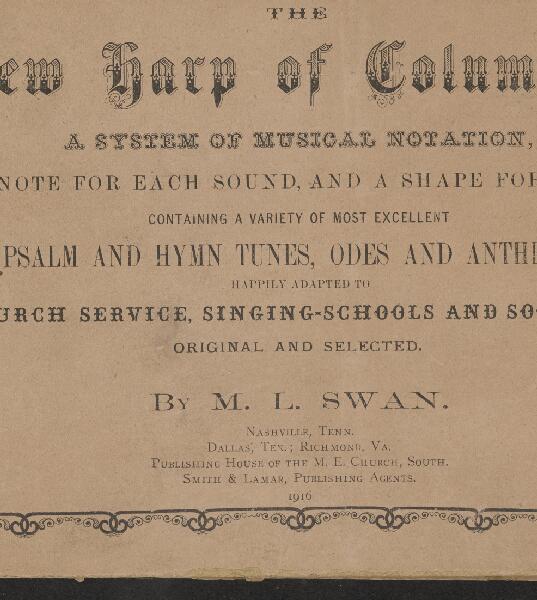 THE
ew Harp of Colum
A SYSTEM OF MUSICAL NOTATION,
NOTE FOR EACH SOUND, AND A SHAPE FOR
CONTAINING A VARIETY OF MOST EXCELLENT
PSALM AND HYMN TUNES, ODES AND ANTHE
HAPPILY ADAPTED TO
URCH SERVICE, SINGING-SCHOOLS AND SO
ORIGINAL AND SELECTED.
BY M. L. SWAN.
NASHVILLE, TENN.
DALLAS, TEX.; RICHMOND, VA.
PUBLISHING HOUSE OF THE M. E. CHURCH, SOUTH.
SMITH & LAMAR, PUBLISHING AGENTS.
1916